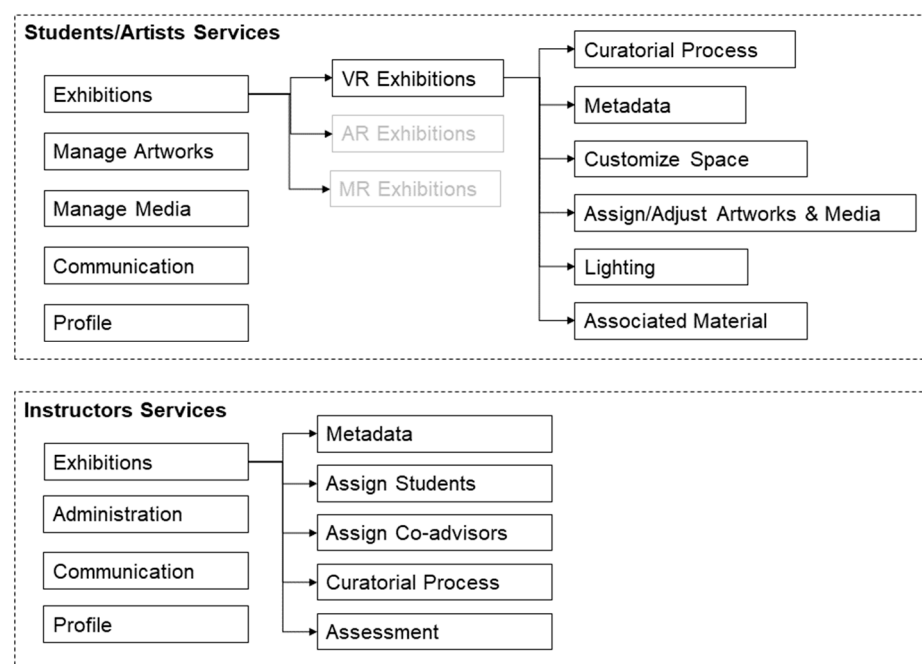 Students/Artists Services
Exhibitions
Manage Artworks
Manage Media
Communication
Profile
VR Exhibitions
AR Exhibitions
MR Exhibitions
Curatorial Process
Metadata
Customize Space
Assign/Adjust Artworks & Media
Lighting
Associated Material
Instructors Services
Exhibitions
Administration
Communication
Profile
Metadata
Assign Students
Assign Co-advisors
Curatorial Process
Assessment